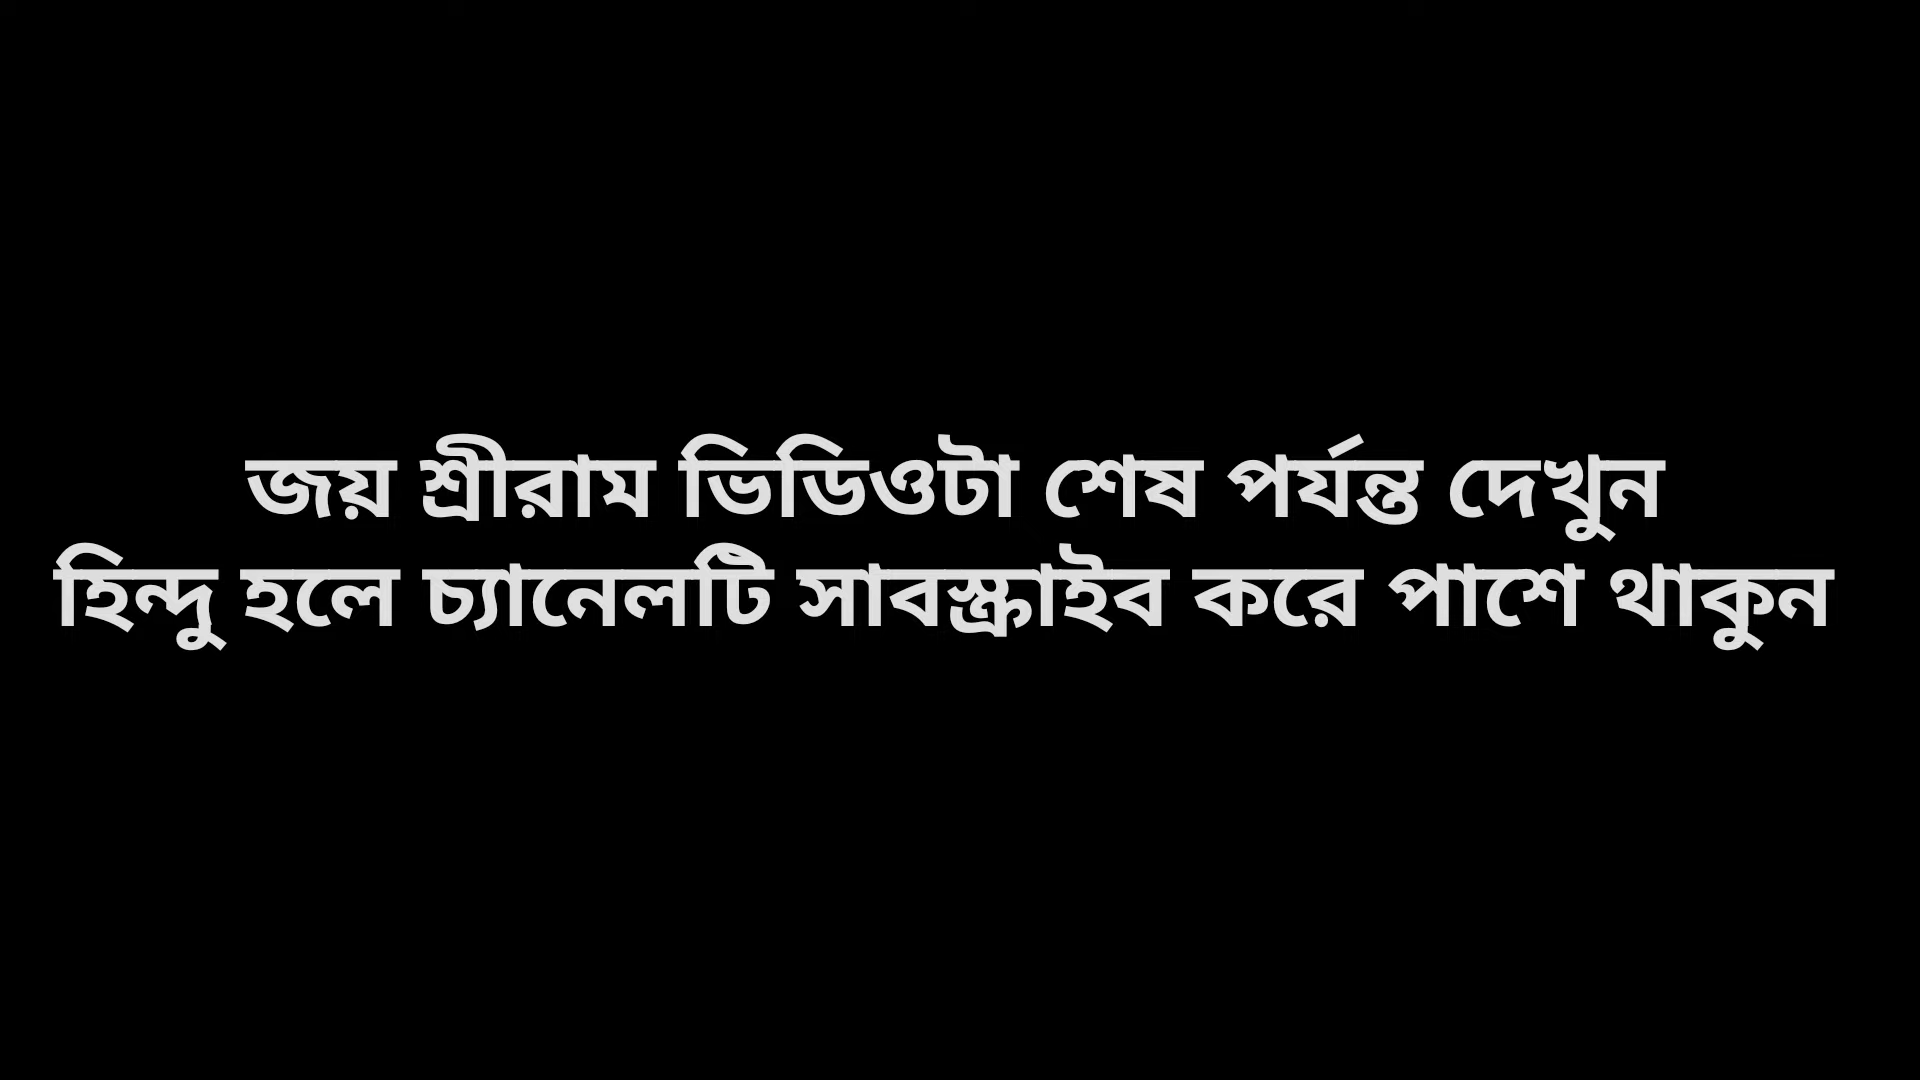 জয় শ্রীরাম ভিডিওটা শেষ পর্যন্ত দেখুন
হিন্দু হলে চ্যানেলটি সাবস্ক্রাইব করে পাশে থাকুন